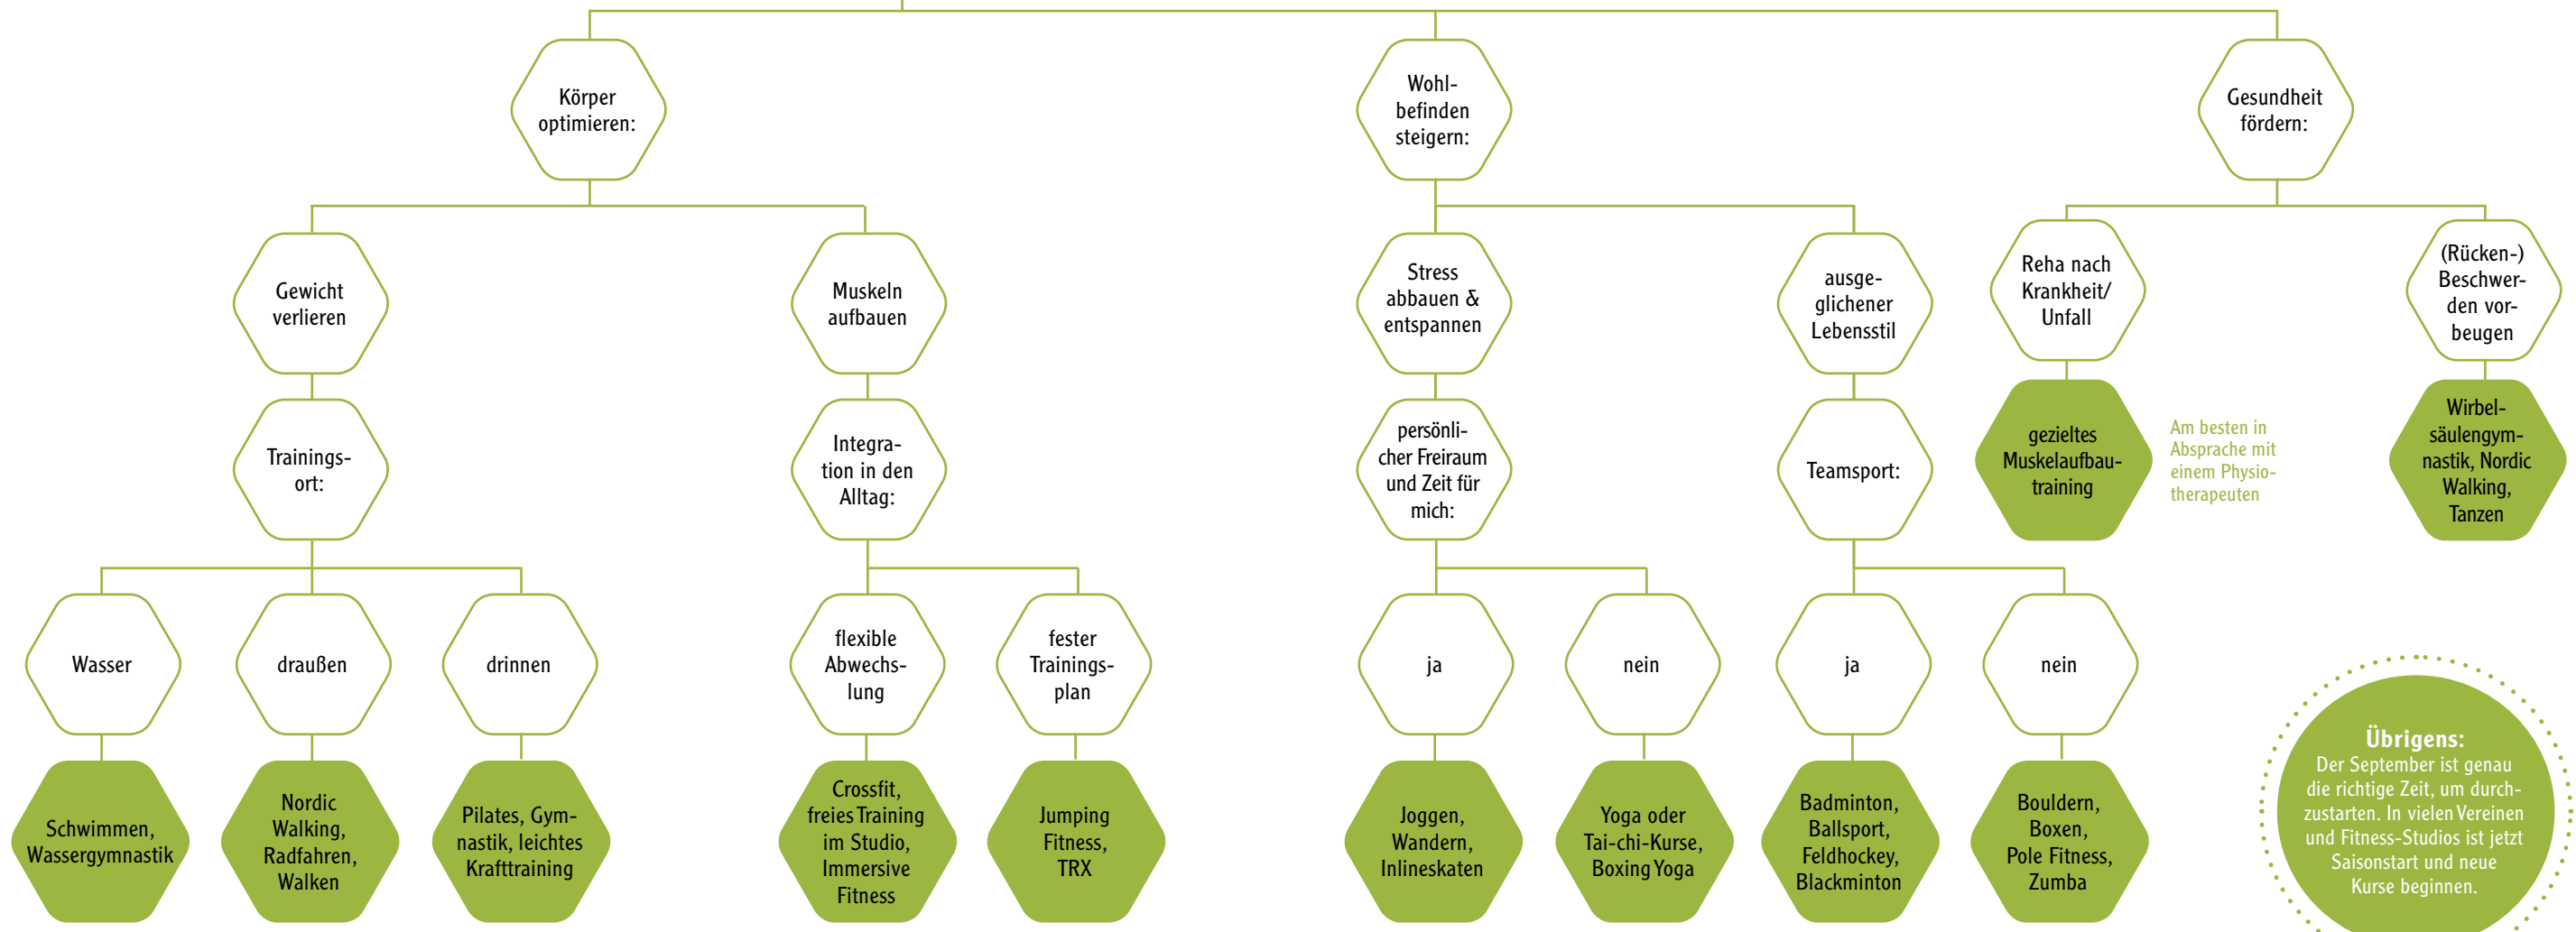 Körper
optimieren:
Wohl-
befinden
steigern:
Gesundheit
fördern:
Gewicht
verlieren
Muskeln
aufbauen
Stress
abbauen &
entspannen
ausge-
glichener
Lebensstil
Reha nach
Krankheit/
Unfall
(Rücken-)
Beschwer-
den vor-
beugen
Trainings-
ort:
Integra-
tion in den
Alltag:
persönli-
cher Freiraum
und Zeit für
mich:
Teamsport:
gezieltes
Muskelaufbau-
training
Am besten in
Absprache mit
einem Physio-
therapeuten
Wirbel-
säulengym-
nastik, Nordic
Walking,
Tanzen
Wasser
draußen
drinnen
flexible
Abwechs-
lung
fester
Trainings-
plan
ja
nein
ja
nein
Schwimmen,
Wassergymnastik
Nordic
Walking,
Radfahren,
Walken
Pilates, Gym-
nastik, leichtes
Krafttraining
Crossfit,
freies Training
im Studio,
Immersive
Fitness
Jumping
Fitness,
TRX
Joggen,
Wandern,
Inlineskaten
Yoga oder
Tai-chi-Kurse,
Boxing Yoga
Badminton,
Ballsport,
Feldhockey,
Blackminton
Bouldern,
Boxen,
Pole Fitness,
Zumba
Übrigens:
Der September ist genau
die richtige Zeit, um durch-
zustarten. In vielen Vereinen
und Fitness-Studios ist jetzt
Saisonstart und neue
Kurse beginnen.